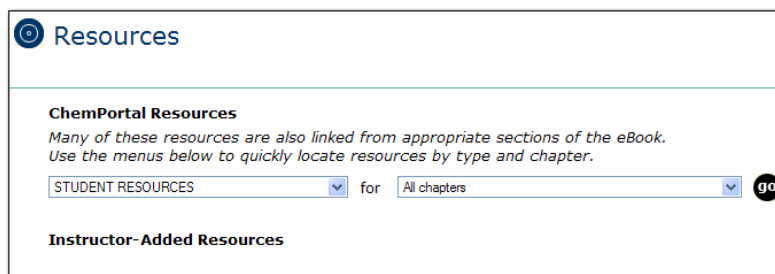 Resources
ChemPortal Resources
Many of these resources are also linked from appropriate sections of the eBook.
Use the menus below to quickly locate resources by type and chapter.
STUDENT RESOURCES for All chapters go
Instructor-Added Resources